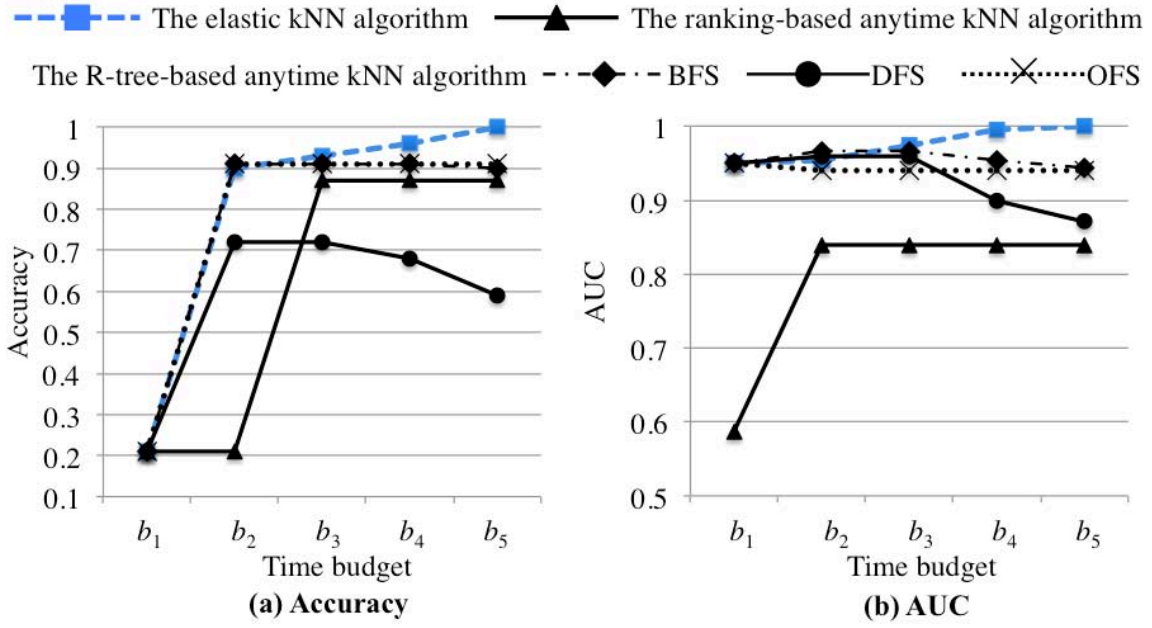 The elastic kNN algorithm The ranking-based anytime kNN algorithm
The R-tree-based anytime kNN algorithm BFS DFS OFS
Accuracy
1
0.9
0.8
0.7
0.6
0.5
0.4
0.3
0.2
0.1
b1 b2 b3 b4 b5
Time budget
(a) Accuracy
AUC
1
0.9
0.8
0.7
0.6
0.5
b1 b2 b3 b4 b5
Time budget
(b) AUC